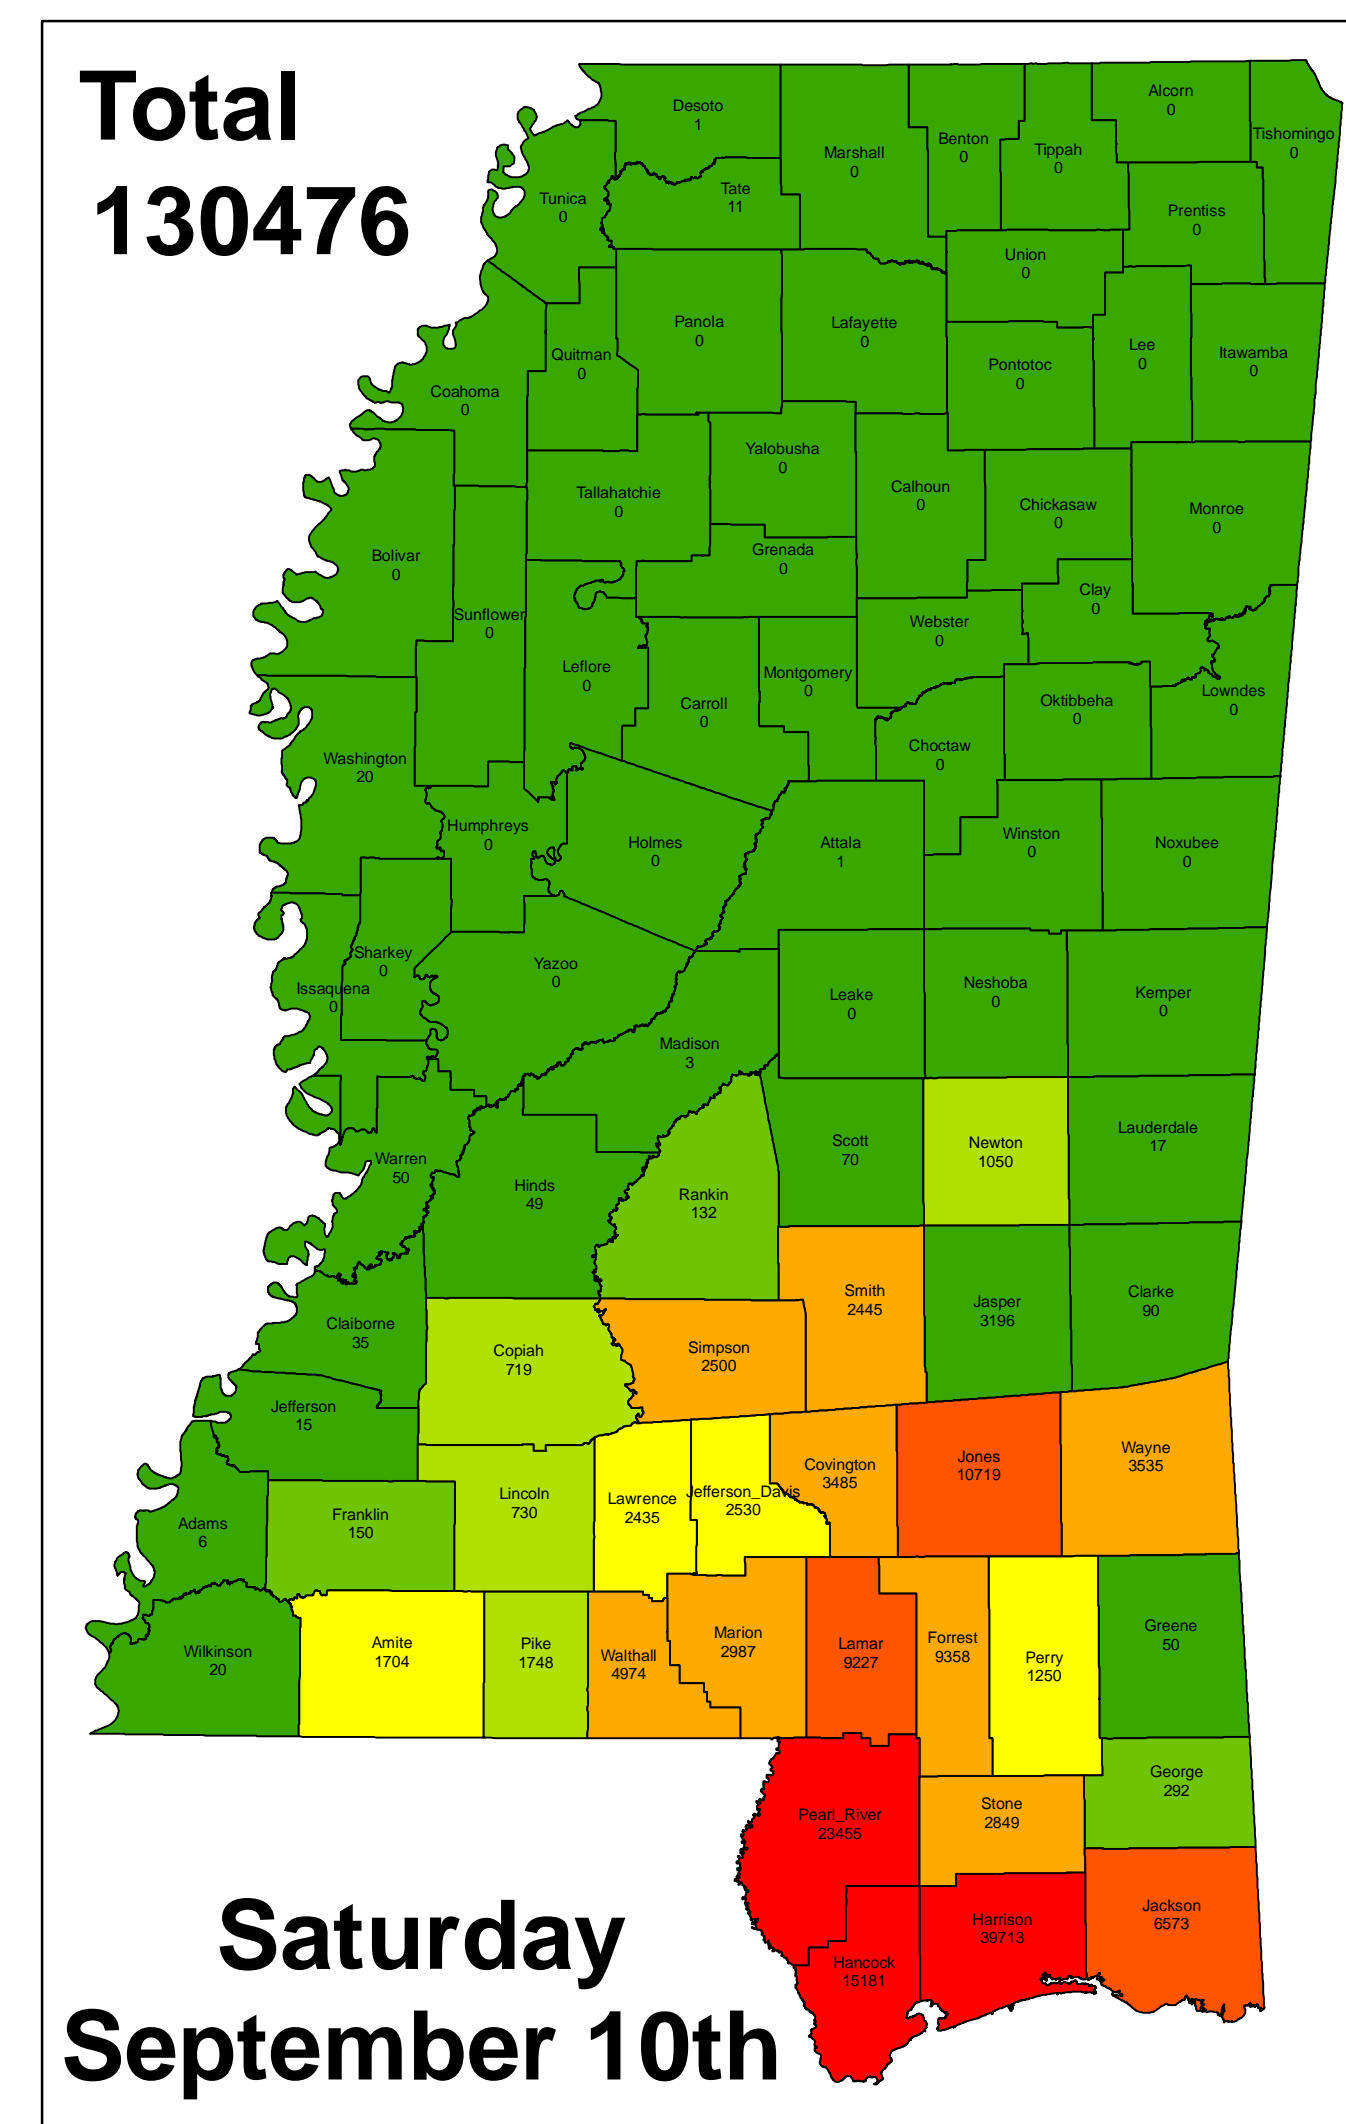 Total
130476
Desoto
1
Marshall
0
Benton
0
Tippah
0
Alcorn
0
Tishomingo
0
Tunica
0
Tate
11
Prentiss
0
Union
0
Panola
0
Lafayette
0
Quitman
0
Coahoma
0
Pontotoc
0
Lee
0
Itawamba
0
Yalobusha
0
Tallahatchie
0
Calhoun
0
Chickasaw
0
Monroe
0
Bolivar
0
Grenada
0
Clay
0
Sunflower
0
Webster
0
Leflore
0
Carroll
0
Montgomery
0
Oktibbeha
0
Lowndes
0
Choctaw
0
Washington
20
Humphreys
0
Holmes
0
Attala
1
Winston
0
Noxubee
0
Sharkey
0
Issaquena
0
Yazoo
0
Leake
0
Neshoba
0
Kemper
0
Madison
3
Warren
50
Hinds
49
Rankin
132
Scott
70
Newton
1050
Lauderdale
17
Claiborne
35
Copiah
719
Simpson
2500
Smith
2445
Jasper
3196
Clarke
90
Jefferson
15
Adams
6
Franklin
150
Lincoln
730
Lawrence
2435
Jefferson_Davis
2530
Covington
3485
Jones
10719
Wayne
3535
Wilkinson
20
Amite
1704
Pike
1748
Walthall
4974
Marion
2987
Lamar
9227
Forrest
9358
Perry
1250
Greene
50
Pearl_River
23455
Stone
2849
George
292
Hancock
15181
Harrison
39713
Jackson
6573
Saturday
September 10th